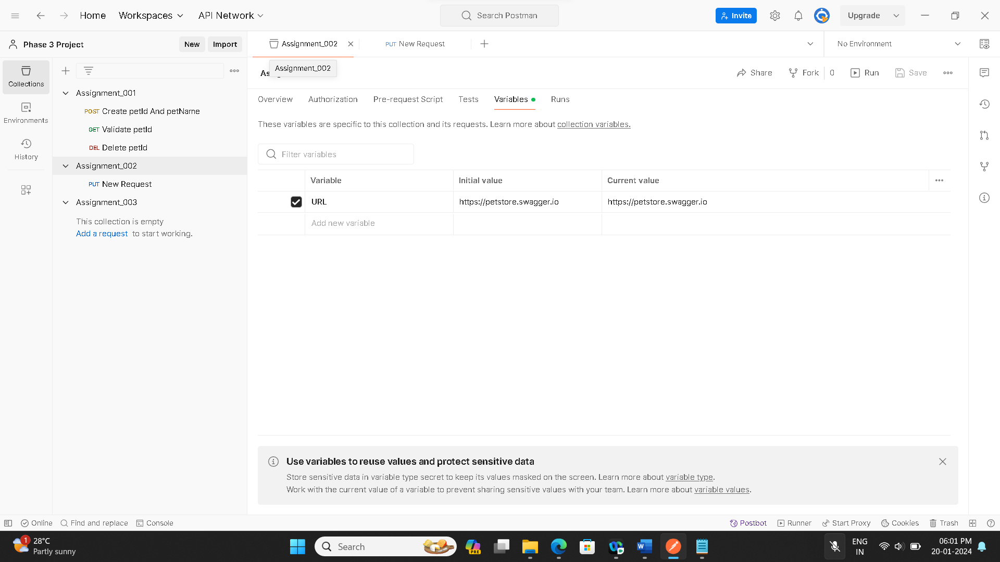 Home
Workspaces
API Network
Search Postman
Invite
Upgrade
Phase 3 Project
New
Import
Assignment_002
PUT New Request
No Environment
Assignment_002
As
Share
Fork
0
Run
Save
Collections
Environments
History
Assignment_001
POST Create petId And petName
GET Validate petId
DEL Delete petId
Assignment_002
PUT New Request
Assignment_003
This collection is empty
Add a request to start working.
Overview
Authorization
Pre-request Script
Tests
Variables
Runs
These variables are specific to this collection and its requests. Learn more about collection variables.
Filter variables
Variable
Initial value
Current value
URL
https://petstore.swagger.io
https://petstore.swagger.io
Add new variable
Use variables to reuse values and protect sensitive data
Store sensitive data in variable type secret to keep its values masked on the screen. Learn more about variable type.
Work with the current value of a variable to prevent sharing sensitive values with your team. Learn more about variable values.
Online
Find and replace
Console
Postbot
Runner
Start Proxy
Cookies
Trash
1
28°C
Partly sunny
Search
PRE
W
ENG
IN
06:01 PM
20-01-2024